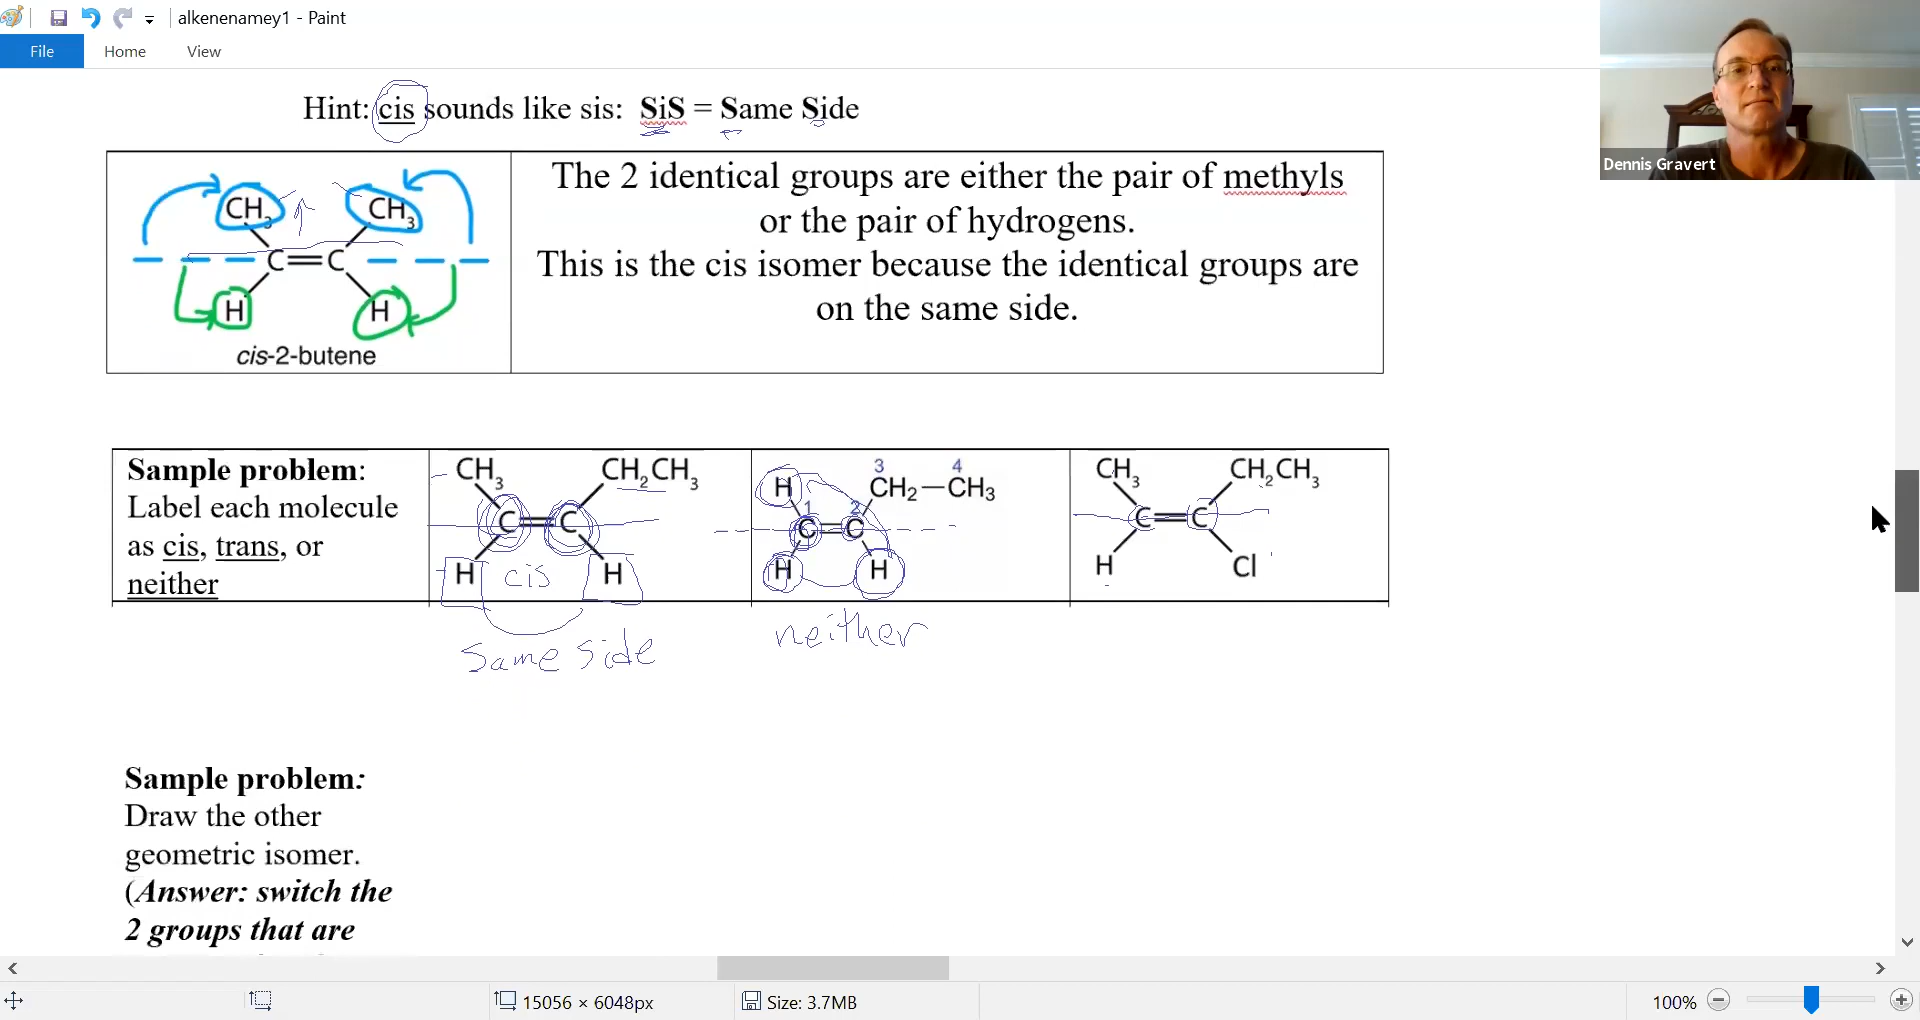 alkenenamey1 - Paint
File Home View
Dennis Gravert
Hint: cis sounds like sis: SiS = Same Side
CH3 CH3
C=C
H H
cis-2-butene
The 2 identical groups are either the pair of methyls
or the pair of hydrogens.
This is the cis isomer because the identical groups are
on the same side.
Sample problem:
Label each molecule
as cis, trans, or
neither
CH3 CH2CH3
C=C
H cis H
same side
3 4
H CH2—CH3
1 2
C=C
H H
neither
CH3 CH2CH3
C=C
H Cl
Sample problem:
Draw the other
geometric isomer.
(Answer: switch the
2 groups that are
15056 × 6048px Size: 3.7MB 100%